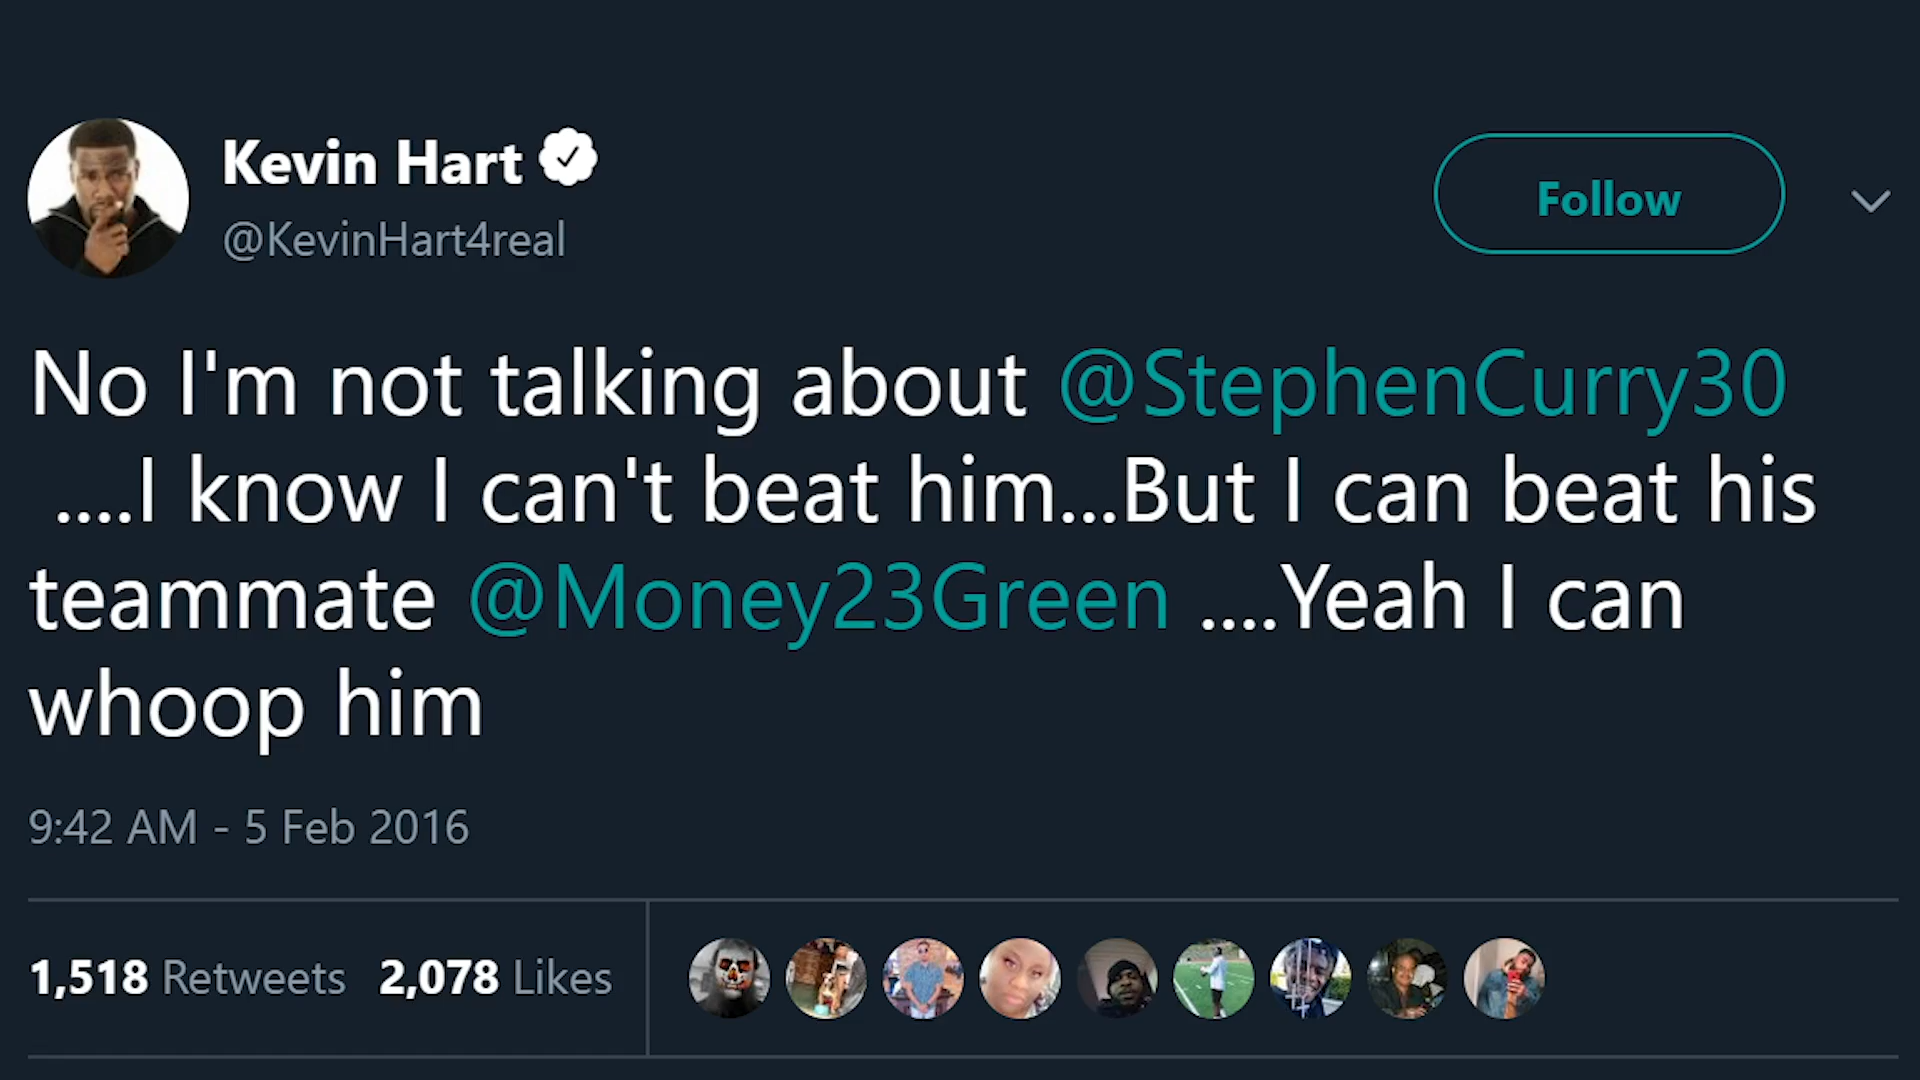 Kevin Hart
@KevinHart4real
Follow
No I'm not talking about @StephenCurry30
....I know I can't beat him...But I can beat his
teammate @Money23Green ....Yeah I can
whoop him
9:42 AM - 5 Feb 2016
1,518 Retweets 2,078 Likes